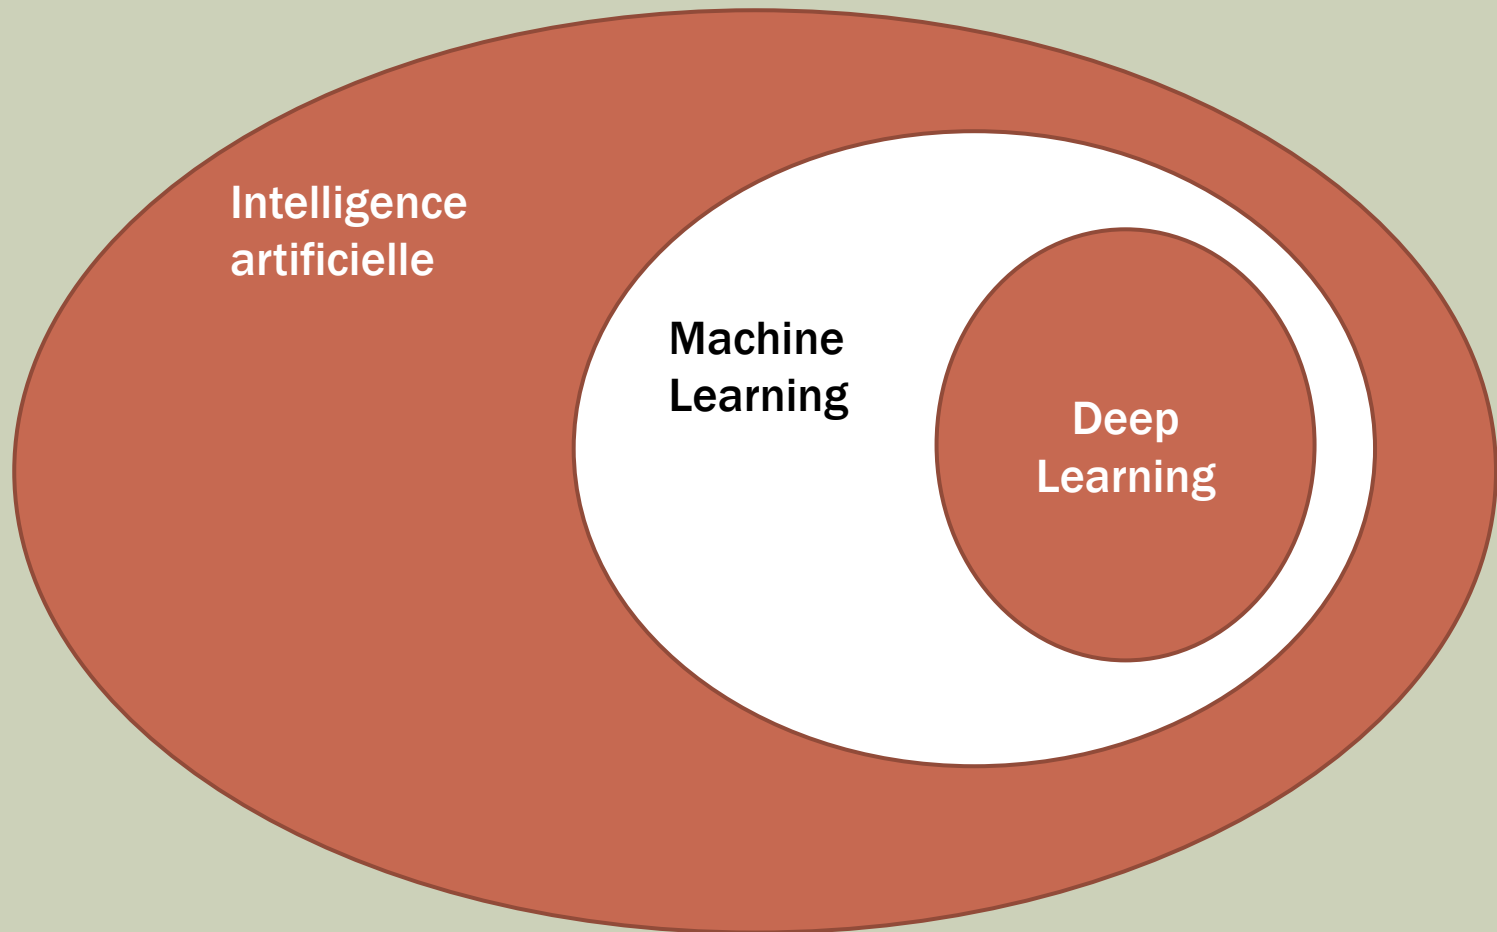 Intelligence
artificielle
Machine
Learning
Deep
Learning